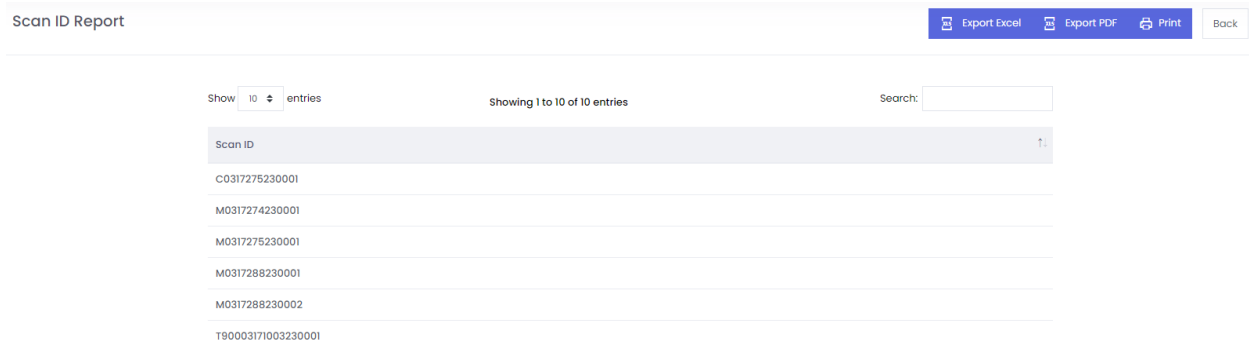 Scan ID Report
Export Excel
Export PDF
Print
Back
Show 10 entries
Showing 1 to 10 of 10 entries
Search:
Scan ID
C0317275230001
M0317274230001
M0317275230001
M0317288230001
M0317288230002
T90003171003230001